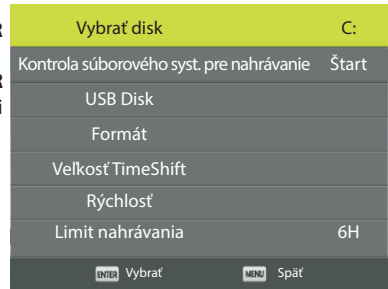 R
Vybrať disk C:
Kontrola súborového syst. pre nahrávanie Štart
R
USB Disk
i
Formát
Veľkosť TimeShift
Rýchlosť
Limit nahrávania 6H
ENTER Vybrať MENU Späť